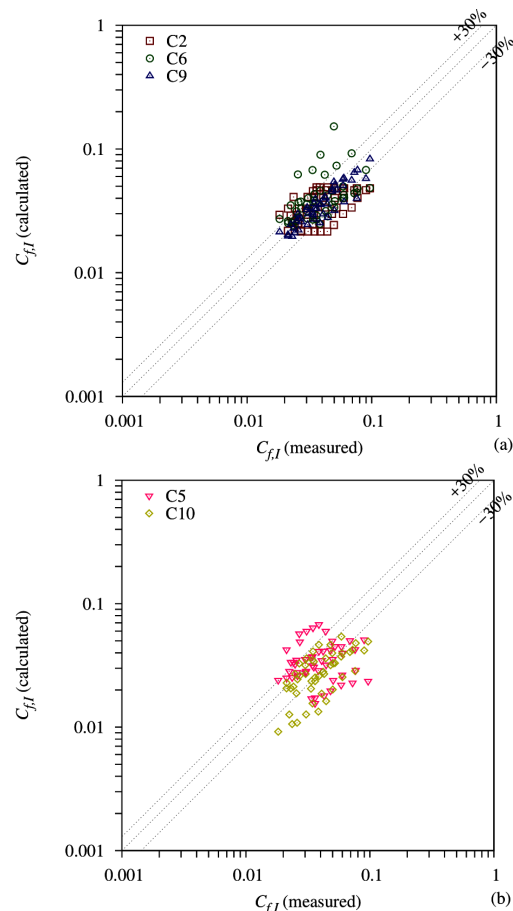 1
+30%
−30%
C2
C6
C9
0.1
C_{f,I} (calculated)
0.01
0.001
0.001
0.01
0.1
1
C_{f,I} (measured)
(a)
1
+30%
−30%
C5
C10
0.1
C_{f,I} (calculated)
0.01
0.001
0.001
0.01
0.1
1
C_{f,I} (measured)
(b)